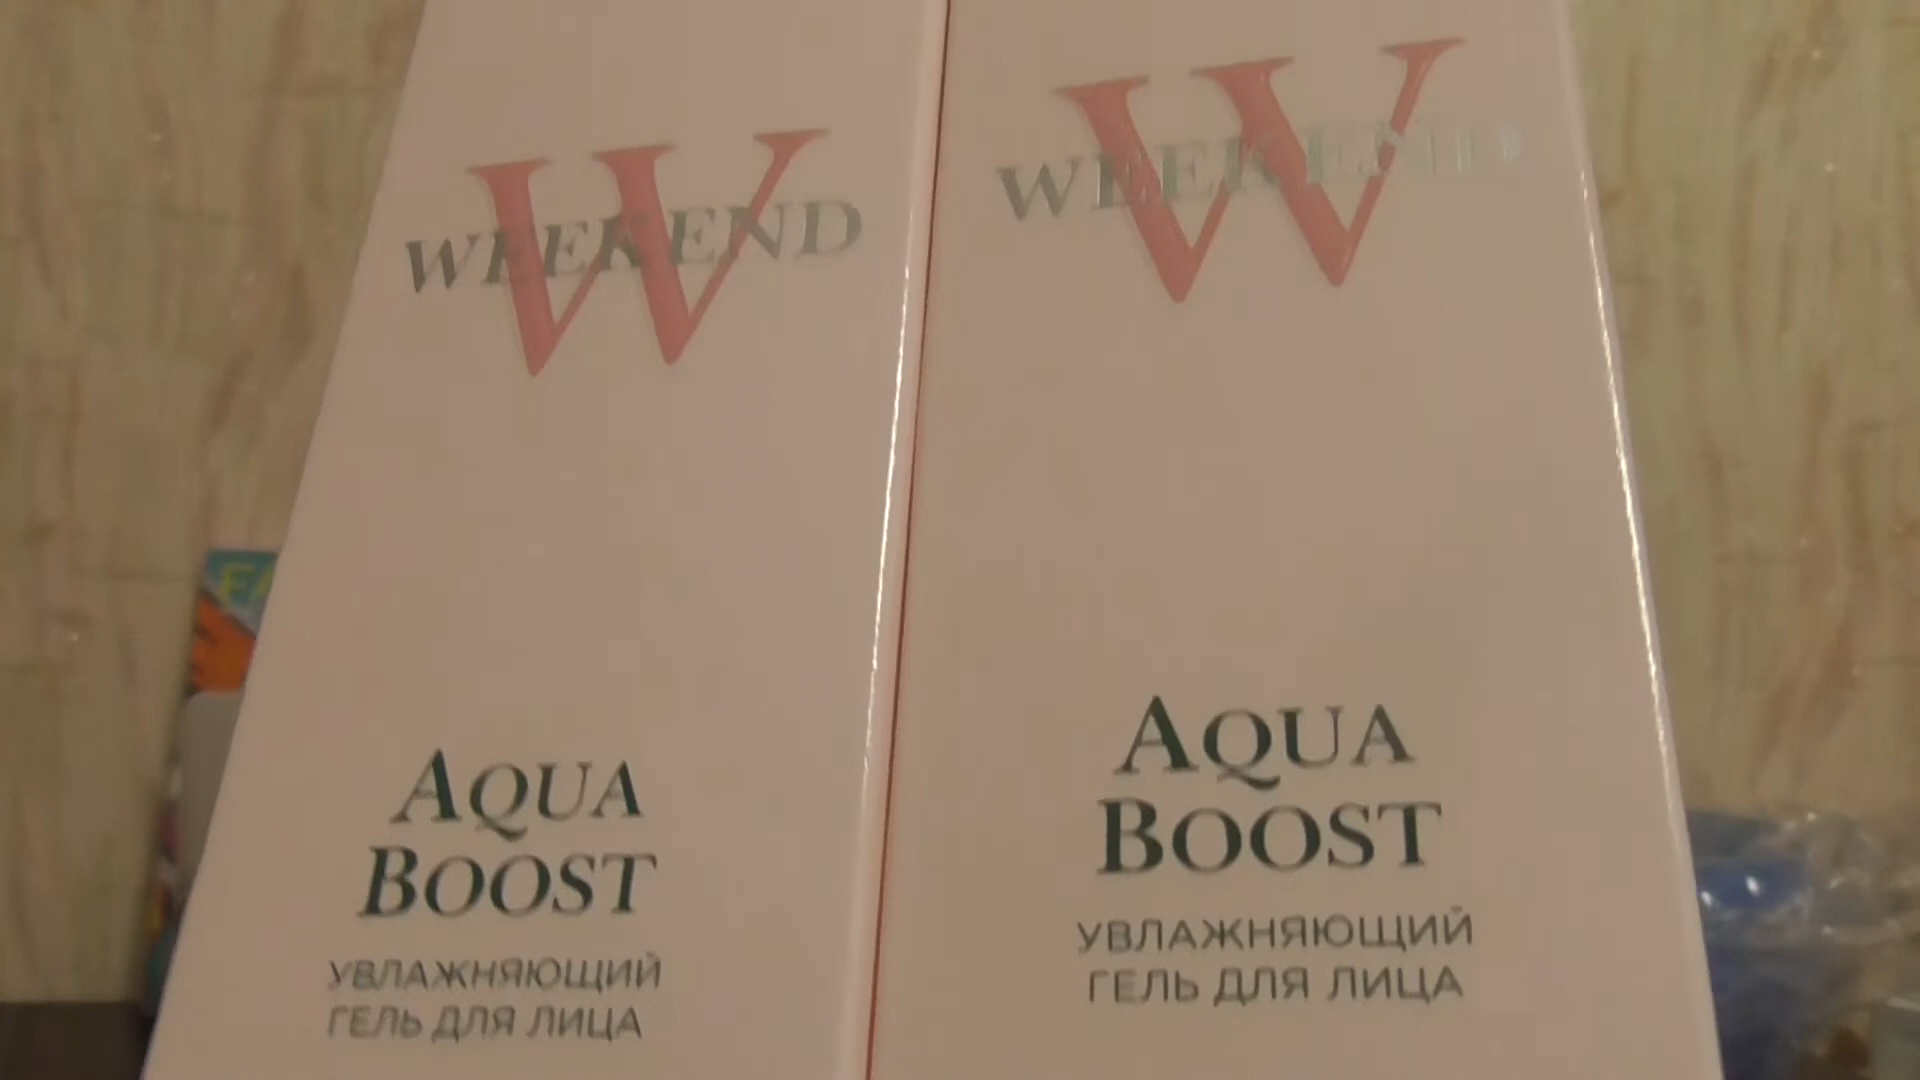 W
WEEKEND
AQUA
BOOST
УВЛАЖНЯЮЩИЙ
ГЕЛЬ ДЛЯ ЛИЦА
W
WEEKEND
AQUA
BOOST
УВЛАЖНЯЮЩИЙ
ГЕЛЬ ДЛЯ ЛИЦА